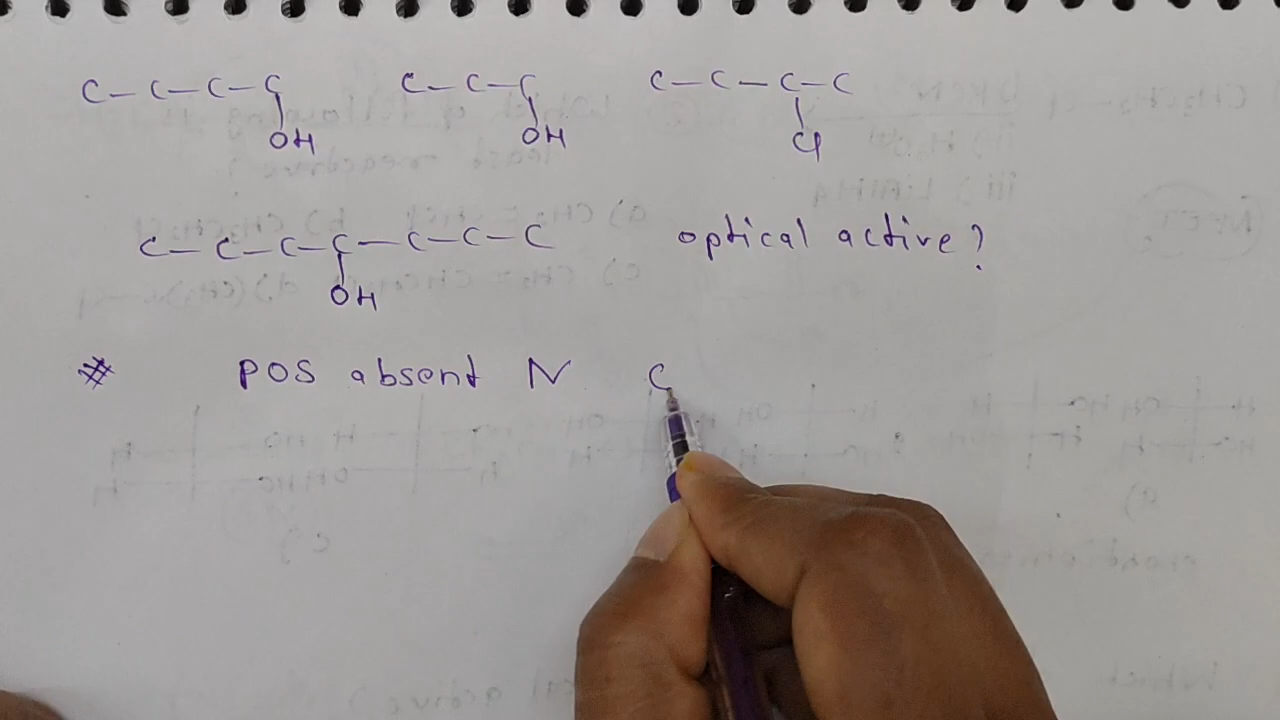 C-C-C-C C-C-C C-C-C-C
OH OH Cl
C-C-C-C-C-C-C optical active?
OH
# POS absent N C